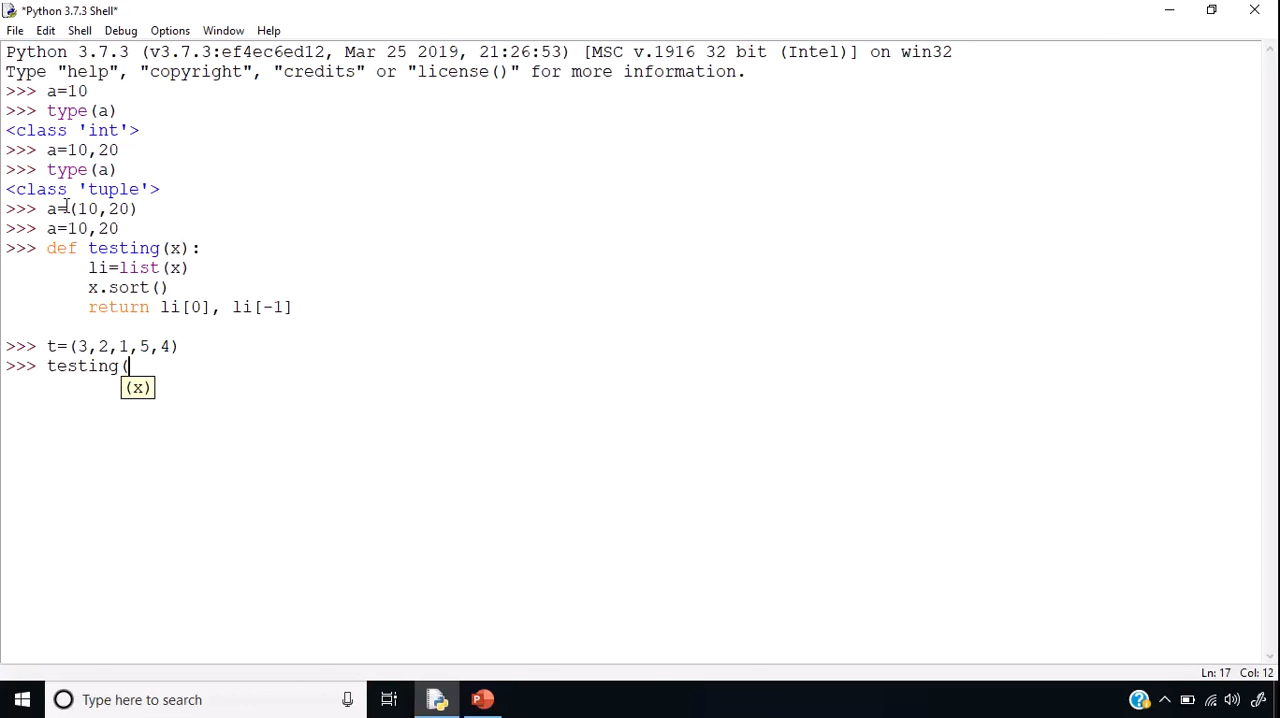 *Python 3.7.3 Shell*
File Edit Shell Debug Options Window Help
Python 3.7.3 (v3.7.3:ef4ec6ed12, Mar 25 2019, 21:26:53) [MSC v.1916 32 bit (Intel)] on win32
Type "help", "copyright", "credits" or "license()" for more information.
>>> a=10
>>> type(a)
<class 'int'>
>>> a=10,20
>>> type(a)
<class 'tuple'>
>>> a=(10,20)
>>> a=10,20
>>> def testing(x):
        li=list(x)
        x.sort()
        return li[0], li[-1]
>>> t=(3,2,1,5,4)
>>> testing(
(x)
Ln: 17 Col: 12
Type here to search